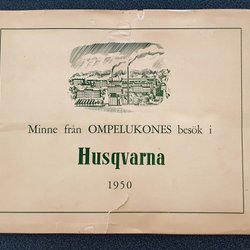 Minne från OMPELUKONES besök i
Husqvarna
1950